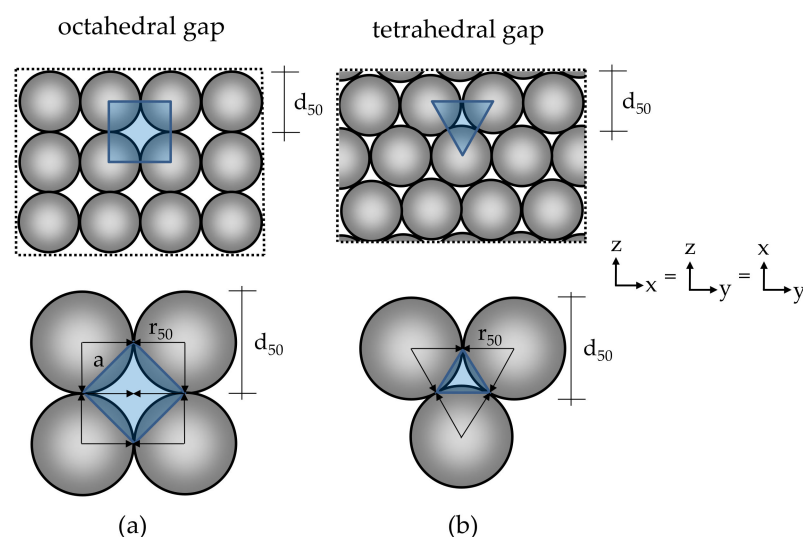 octahedral gap
tetrahedral gap
d50
d50
z
x
=
z
y
=
x
y
r50
a
d50
r50
d50
(a)
(b)